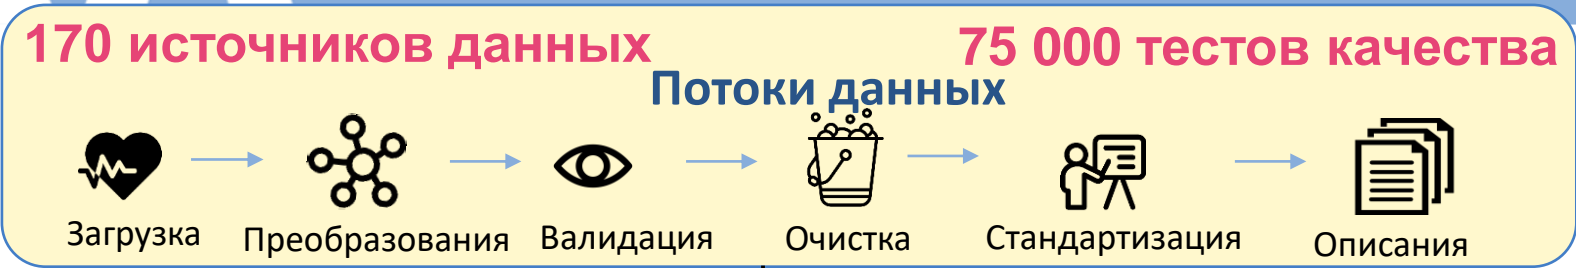 170 источников данных
75 000 тестов качества
Потоки данных
Загрузка
Преобразования
Валидация
Очистка
Стандартизация
Описания